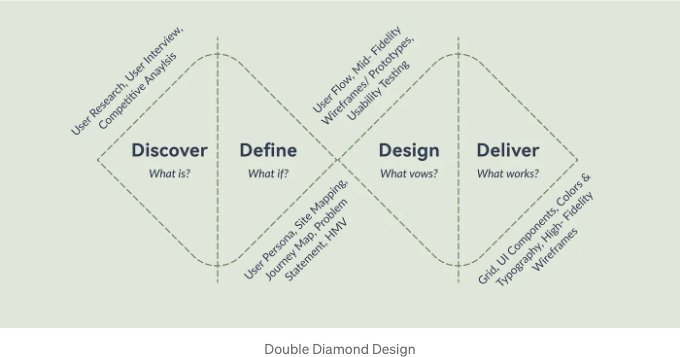 User Research, User Interview,
Competitive Anaylsis
User Flow, Mid- Fidelity
Wireframes/ Prototypes,
Usability Testing
Discover
What is?
Define
What if?
Design
What vows?
Deliver
What works?
User Persona, Site Mapping,
Journey Map, Problem
Statement, HMV
Grid, UI Components, Colors &
Typography, High- Fidelity
Wireframes
Double Diamond Design